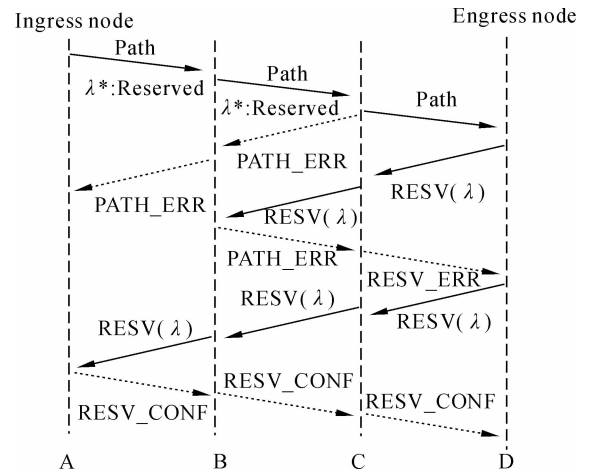 Ingress node
Engress node
Path
λ*:Reserved
Path
λ*:Reserved
Path
PATH_ERR
PATH_ERR
RESV(λ)
RESV(λ)
PATH_ERR
RESV_ERR
RESV(λ)
RESV(λ)
RESV(λ)
RESV_CONF
RESV_CONF
RESV_CONF
A B C D